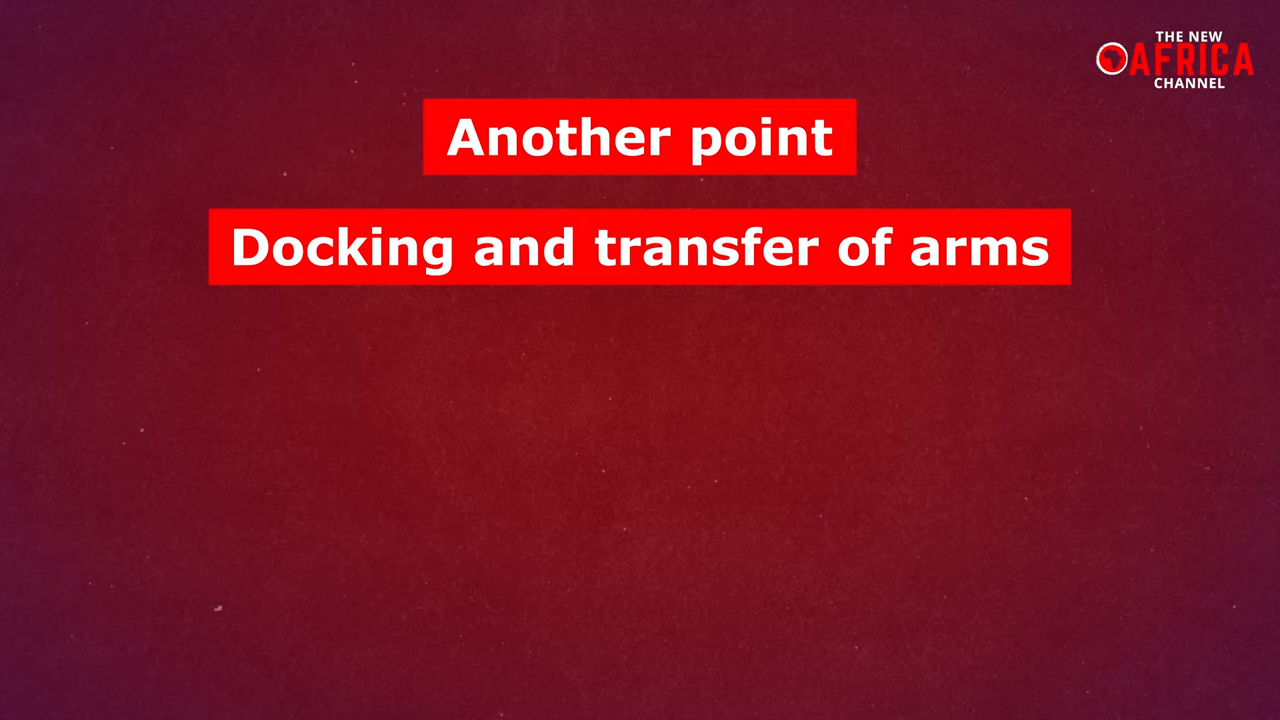 THE NEW
AFRICA
CHANNEL
Another point
Docking and transfer of arms